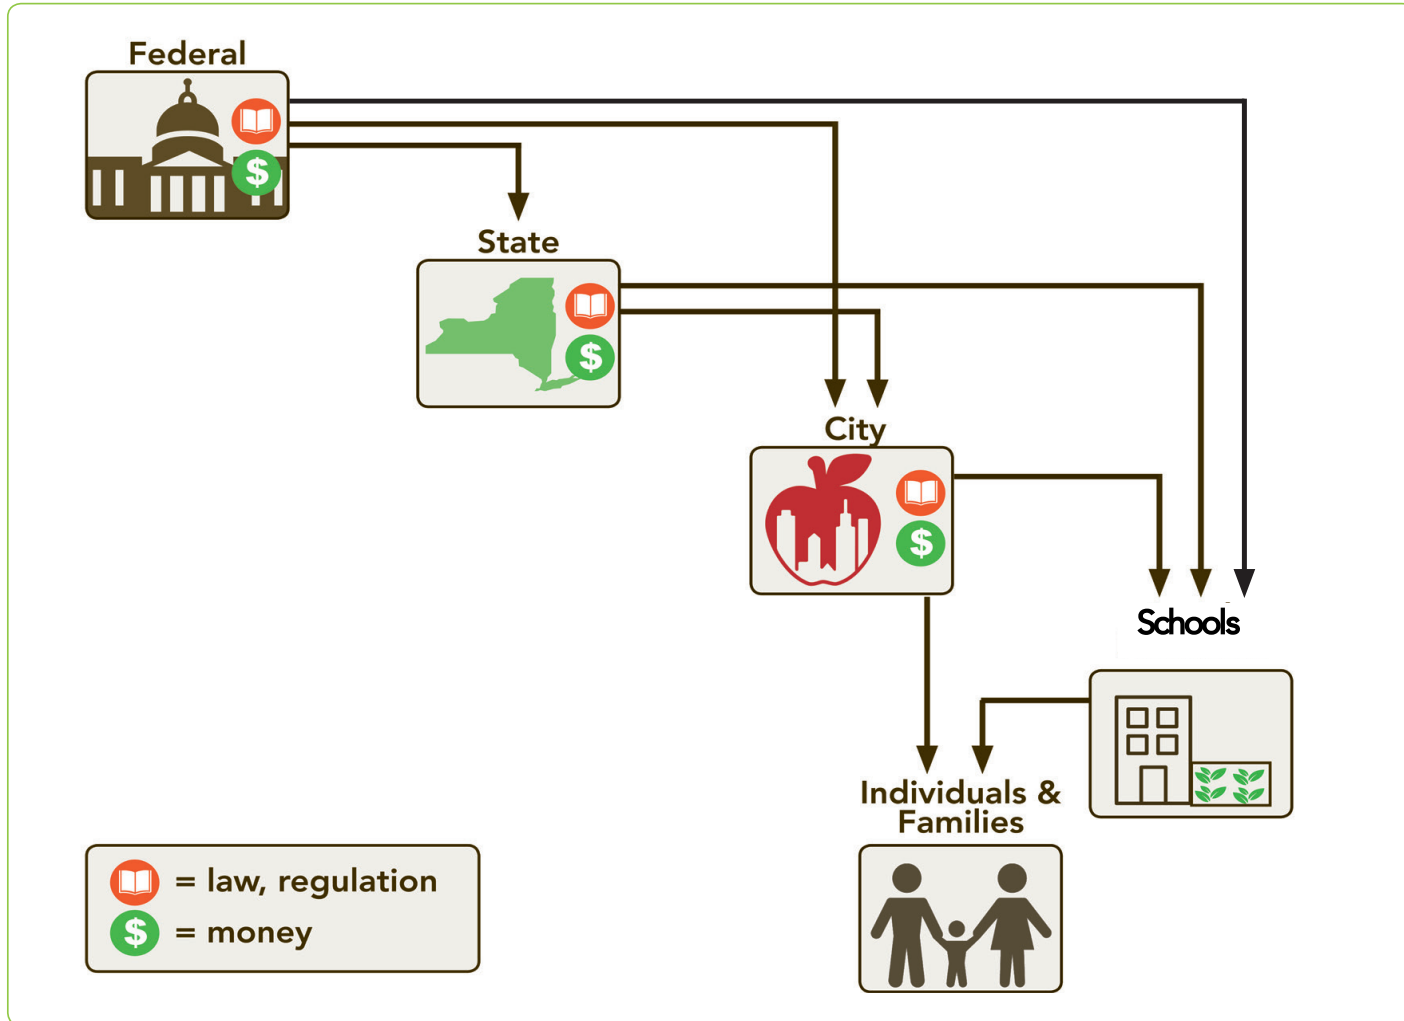 Federal
$
State
$
City
$
Schools
Individuals &
Families
= law, regulation
$ = money